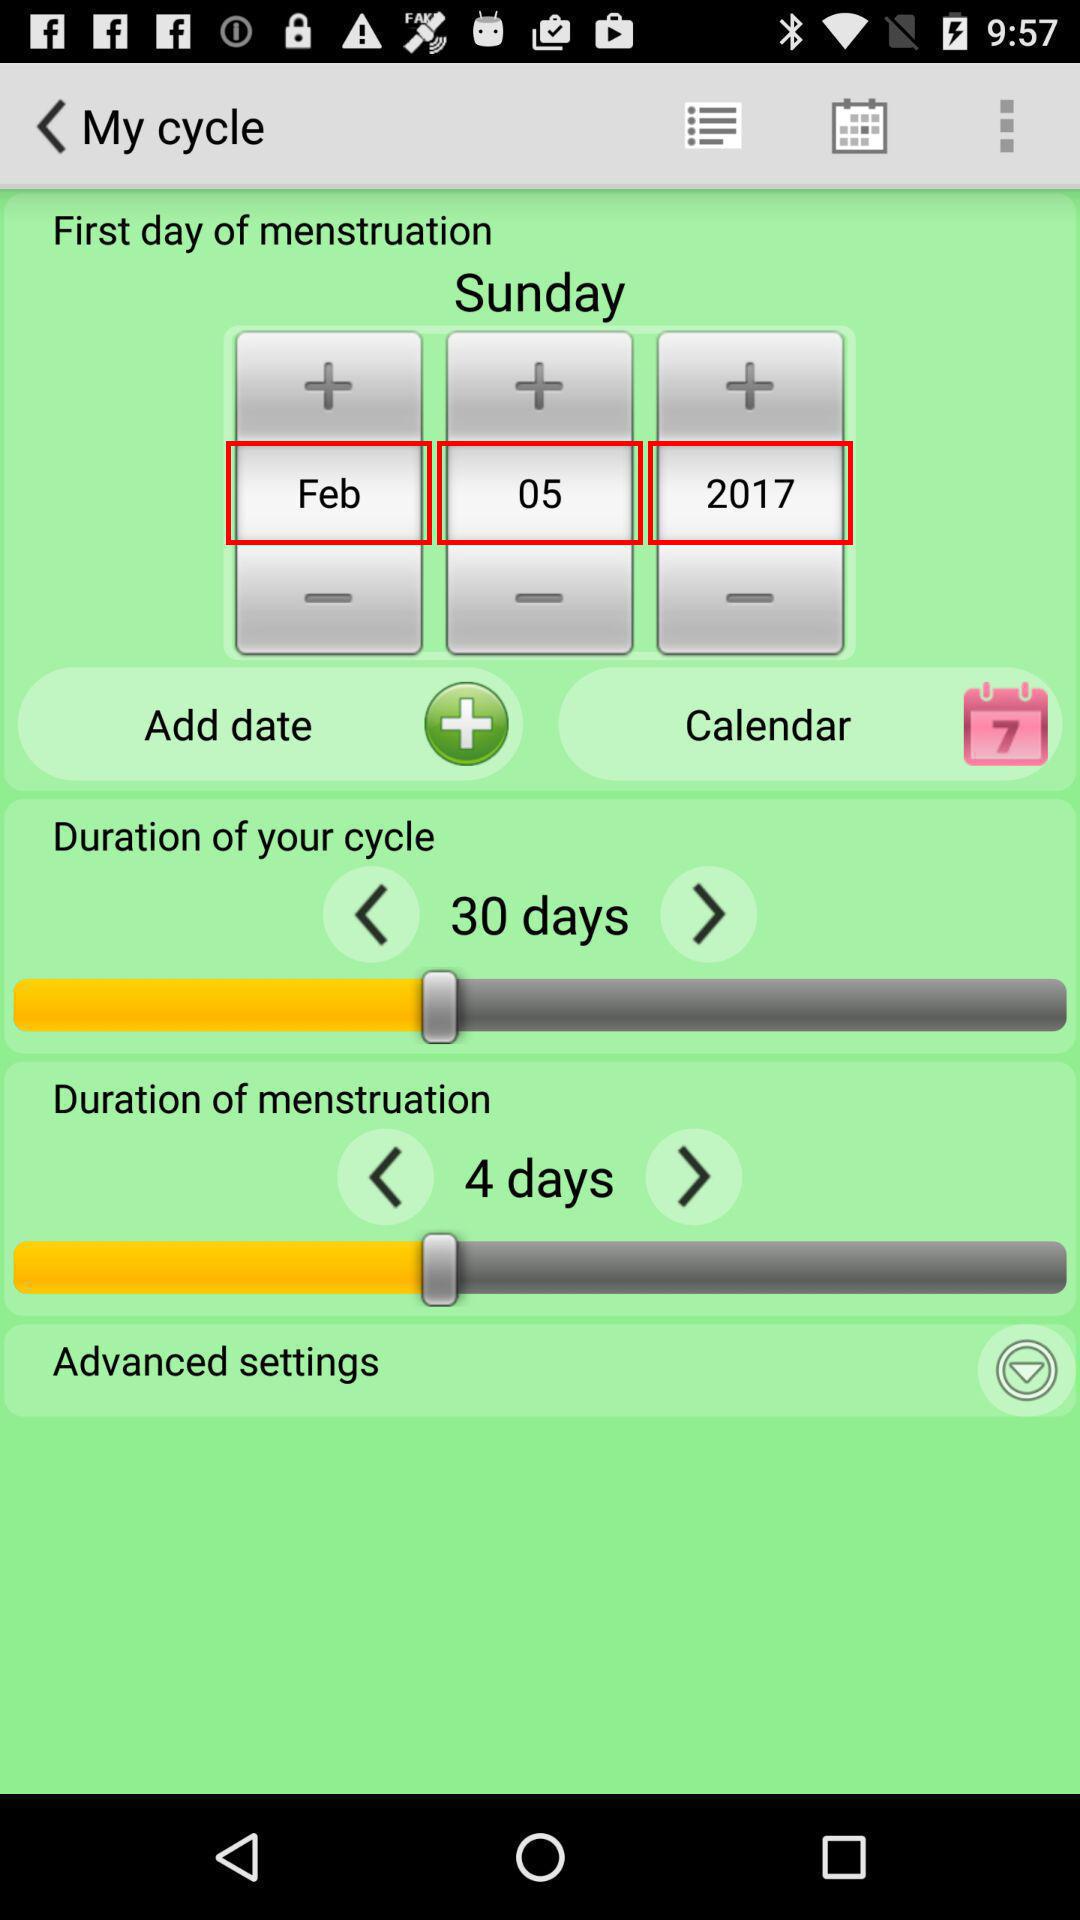 FAKE
9:57
My cycle
First day of menstruation
Sunday
Feb 05 2017
Add date
Calendar
7
Duration of your cycle
30 days
Duration of menstruation
4 days
Advanced settings